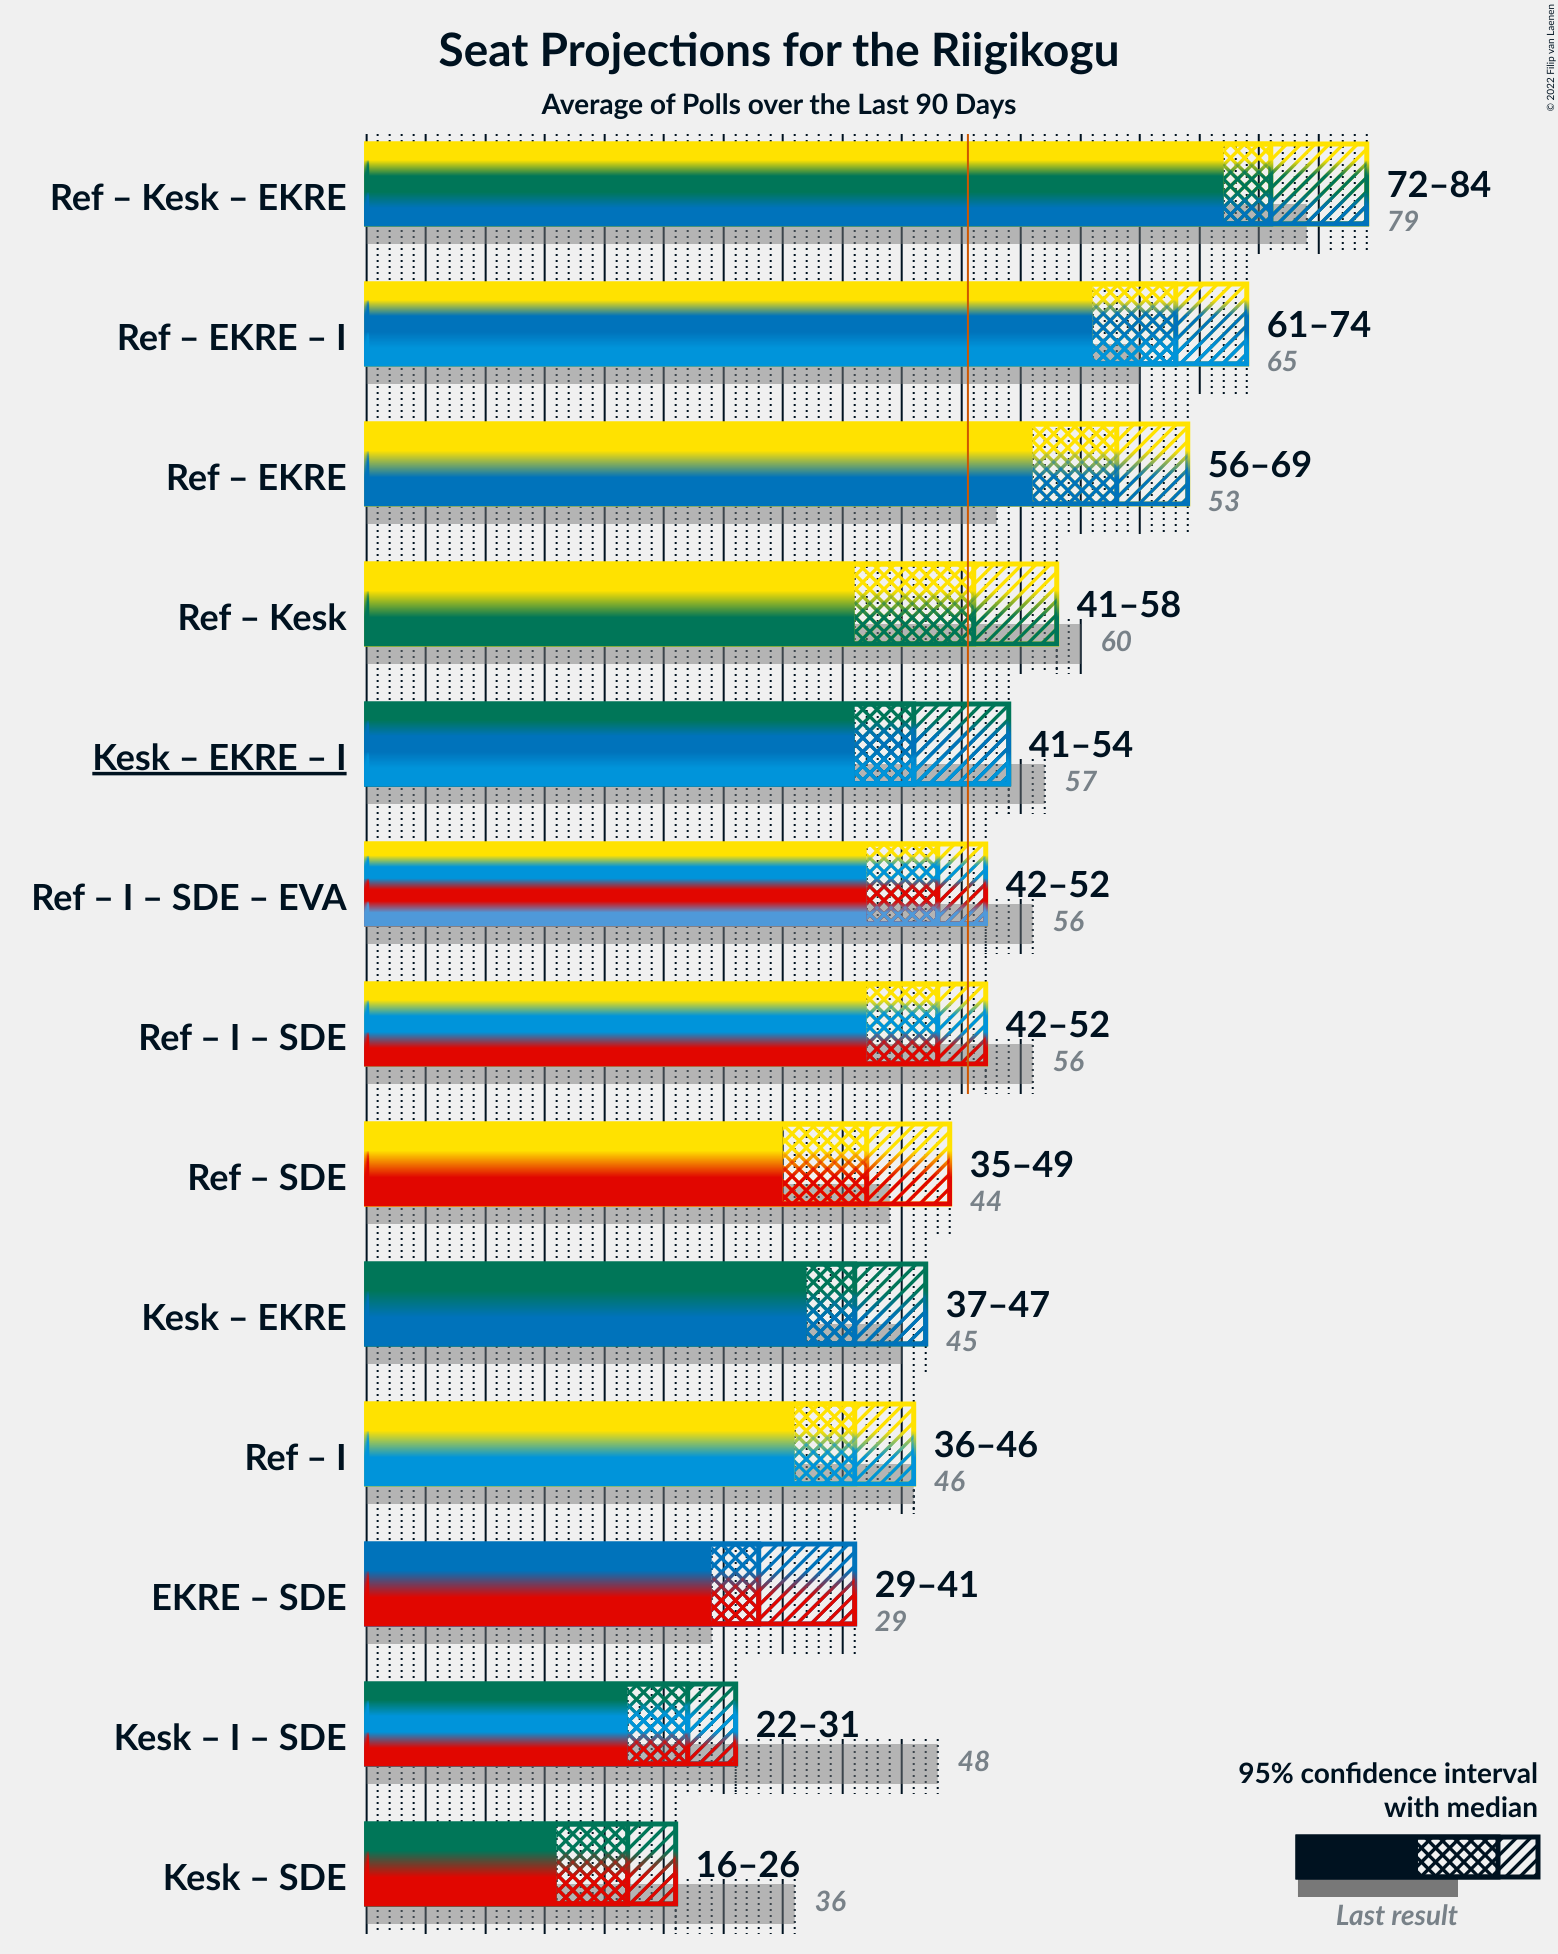 Seat Projections for the Riigikogu
Average of Polls over the Last 90 Days
© 2022 Filip van Laenen
Ref – Kesk – EKRE
72–84
79
Ref – EKRE – I
61–74
65
Ref – EKRE
56–69
53
Ref – Kesk
41–58
60
Kesk – EKRE – I
41–54
57
Ref – I – SDE – EVA
42–52
56
Ref – I – SDE
42–52
56
Ref – SDE
35–49
44
Kesk – EKRE
37–47
45
Ref – I
36–46
46
EKRE – SDE
29–41
29
Kesk – I – SDE
22–31
48
Kesk – SDE
16–26
36
95% confidence interval
with median
Last result